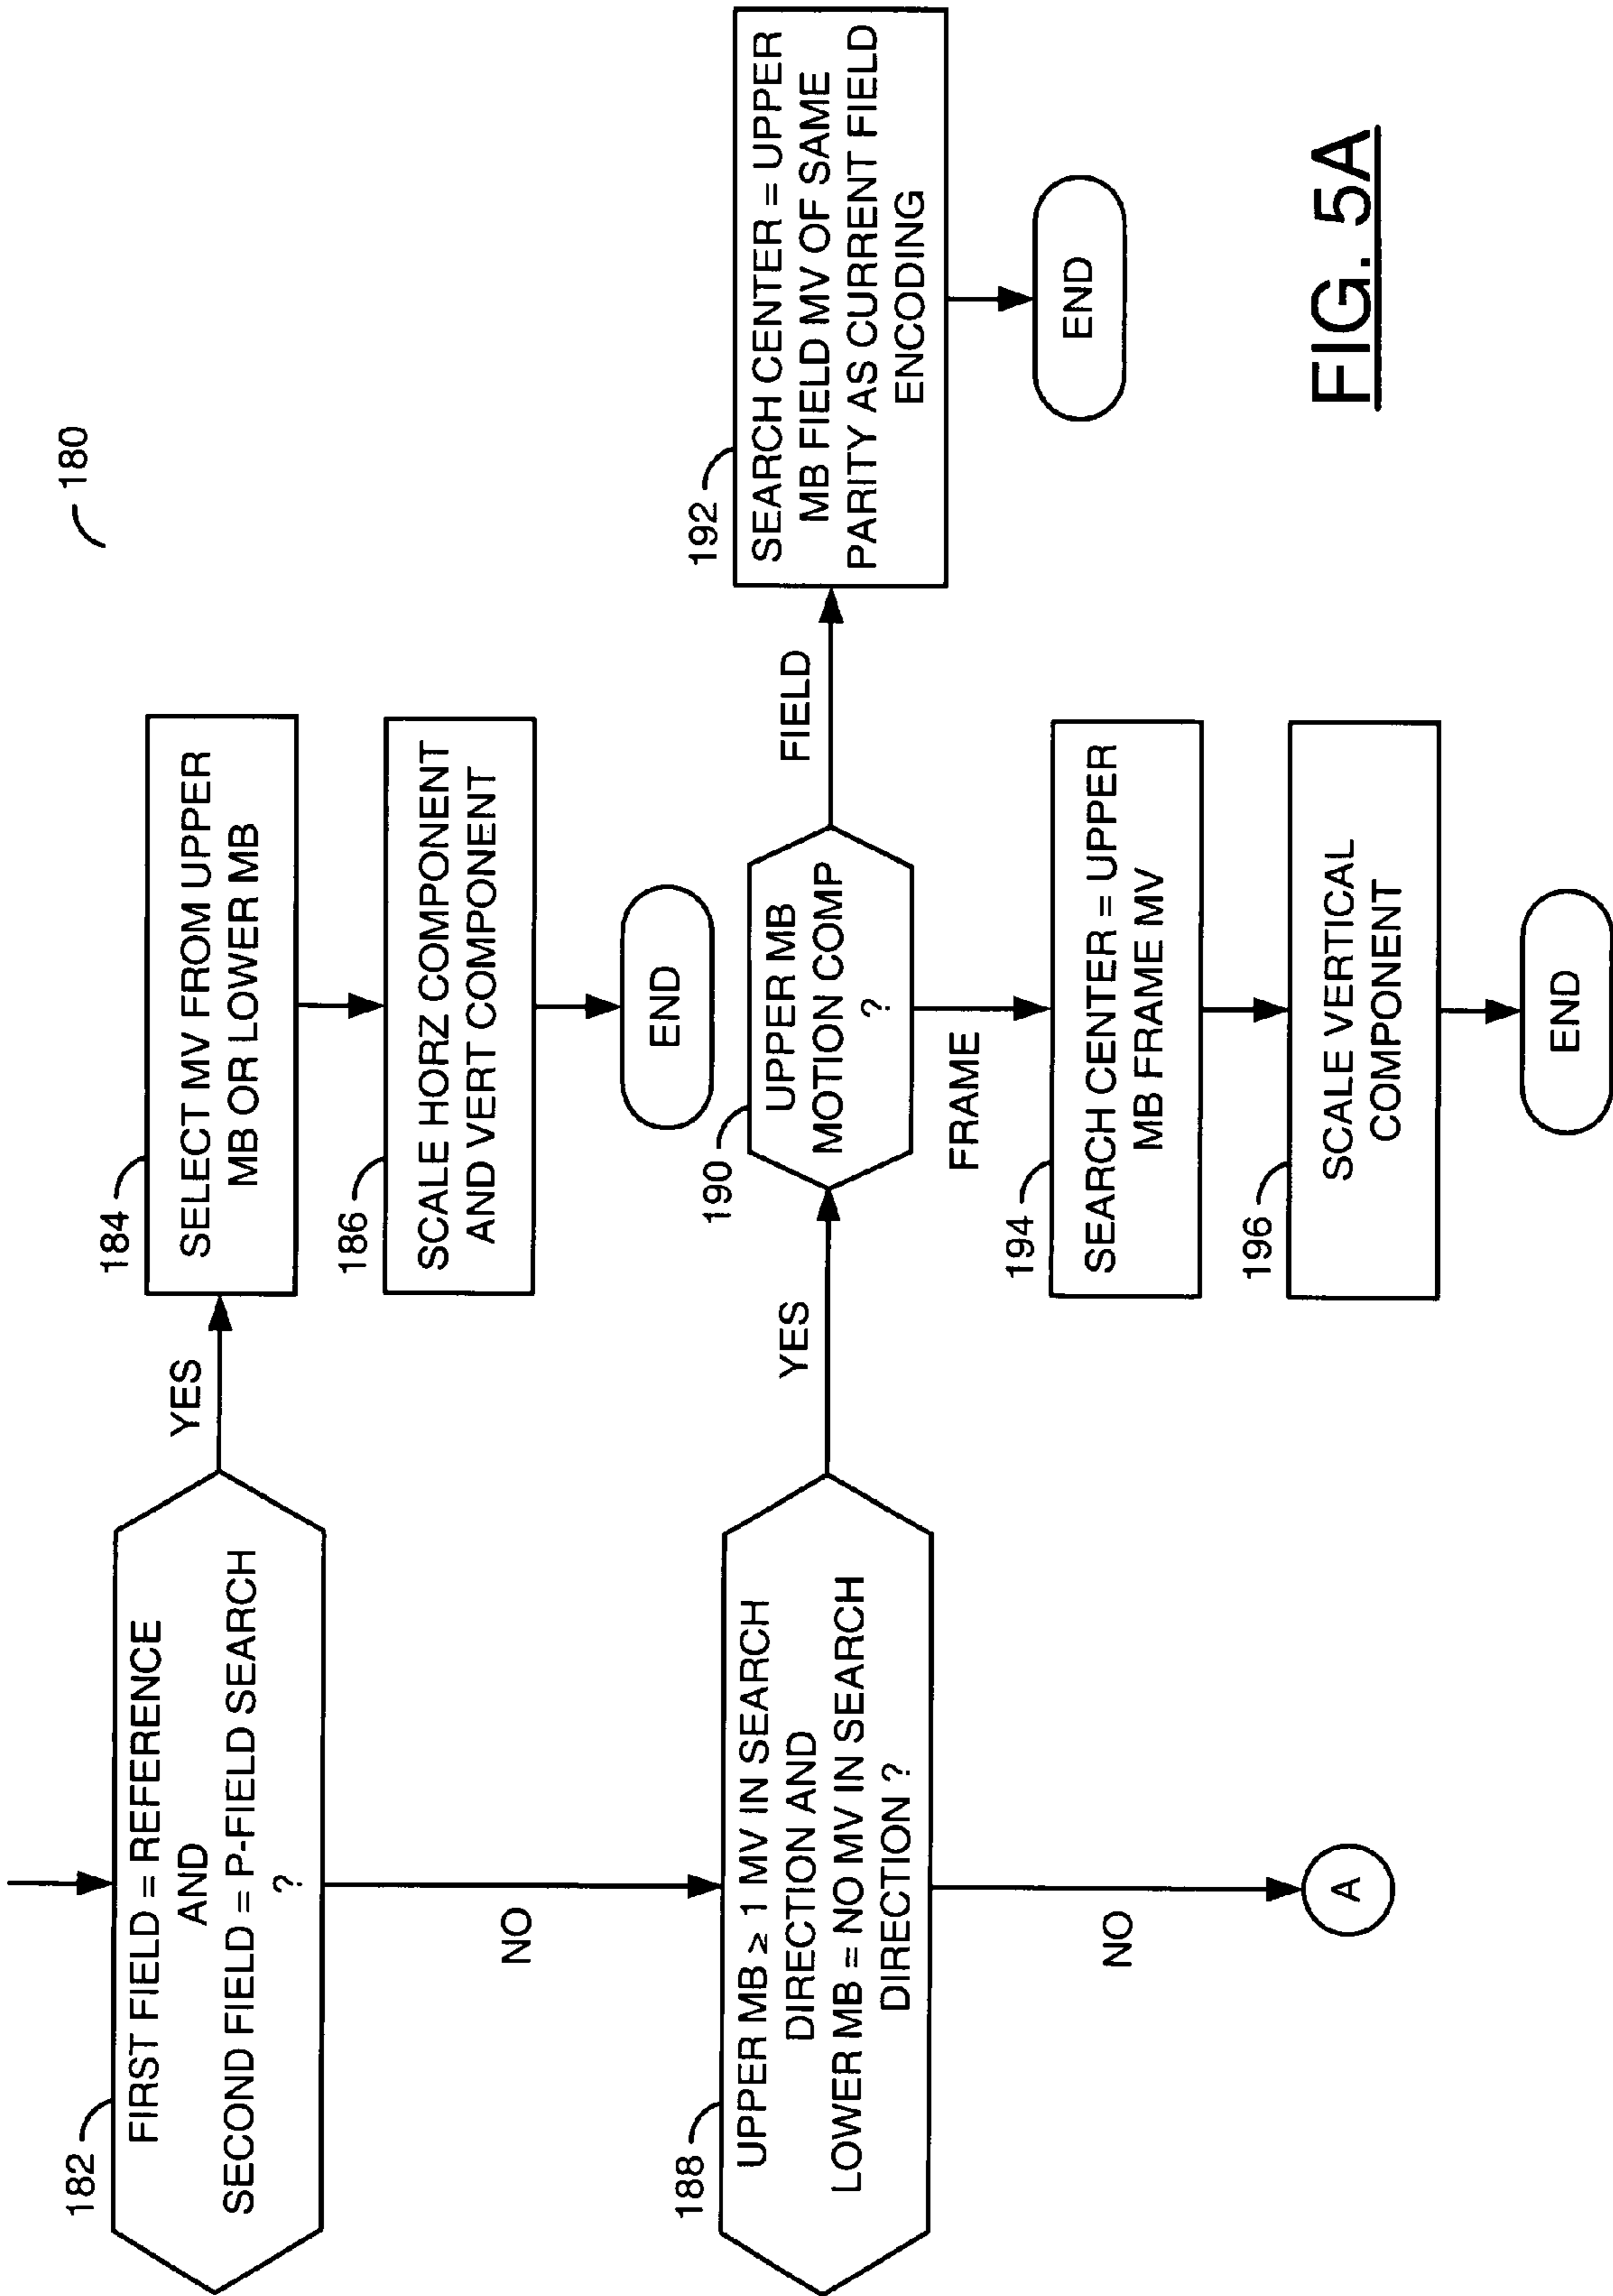 180
182
FIRST FIELD = REFERENCE
AND
SECOND FIELD = P-FIELD SEARCH
?
YES
184
SELECT MV FROM UPPER
MB OR LOWER MB
186
SCALE HORZ COMPONENT
AND VERT COMPONENT
END
NO
188
UPPER MB ≥ 1 MV IN SEARCH
DIRECTION AND
LOWER MB = NO MV IN SEARCH
DIRECTION ?
YES
190
UPPER MB
MOTION COMP
?
FIELD
192
SEARCH CENTER = UPPER
MB FIELD MV OF SAME
PARITY AS CURRENT FIELD
ENCODING
END
FRAME
194
SEARCH CENTER = UPPER
MB FRAME MV
196
SCALE VERTICAL
COMPONENT
END
NO
A
FIG. 5A